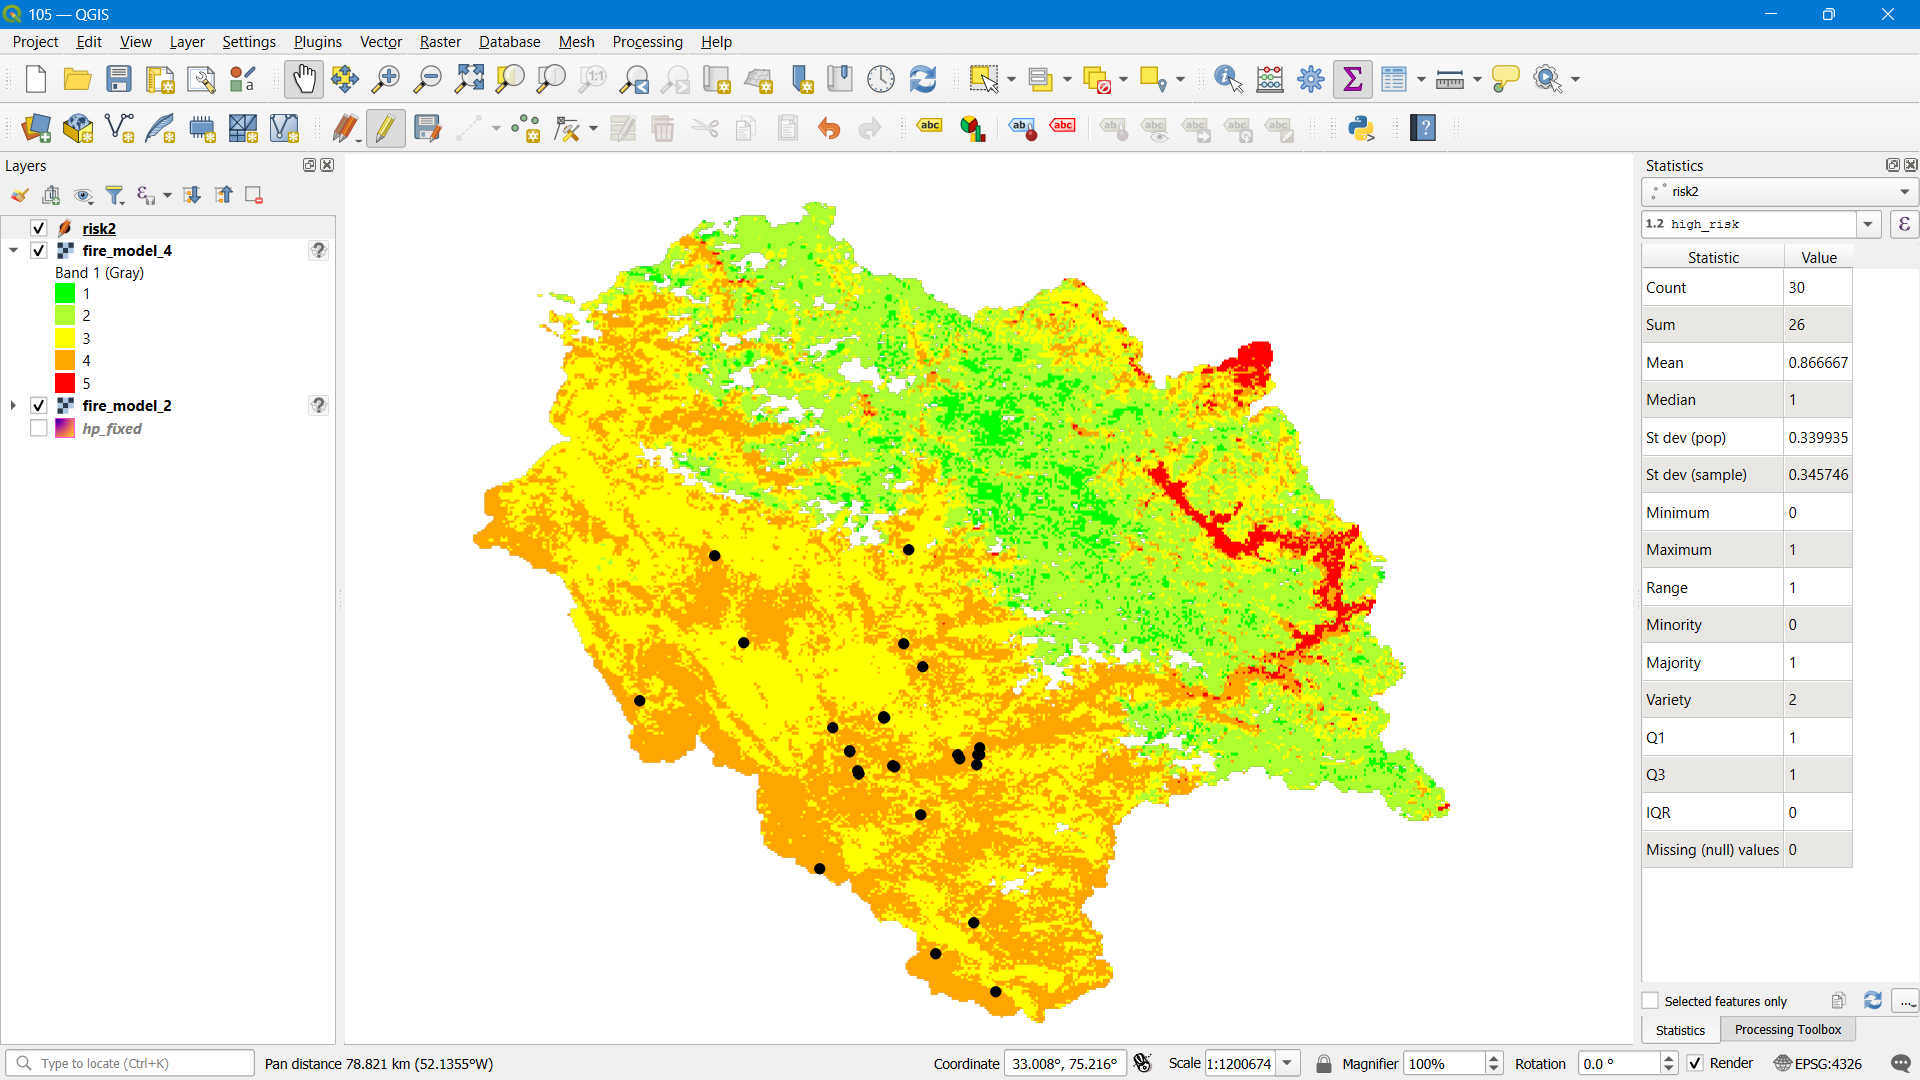 105 — QGIS
Project Edit View Layer Settings Plugins Vector Raster Database Mesh Processing Help
1:1
abc abc abc
Layers
risk2
fire_model_4
Band 1 (Gray)
1
2
3
4
5
fire_model_2
hp_fixed
Statistics
risk2
1.2 high_risk
Statistic Value
Count 30
Sum 26
Mean 0.866667
Median 1
St dev (pop) 0.339935
St dev (sample) 0.345746
Minimum 0
Maximum 1
Range 1
Minority 0
Majority 1
Variety 2
Q1 1
Q3 1
IQR 0
Missing (null) values 0
Selected features only
Statistics Processing Toolbox
Type to locate (Ctrl+K) Pan distance 78.821 km (52.1355°W) Coordinate 33.008°, 75.216° Scale 1:1200674 Magnifier 100% Rotation 0.0 ° Render EPSG:4326